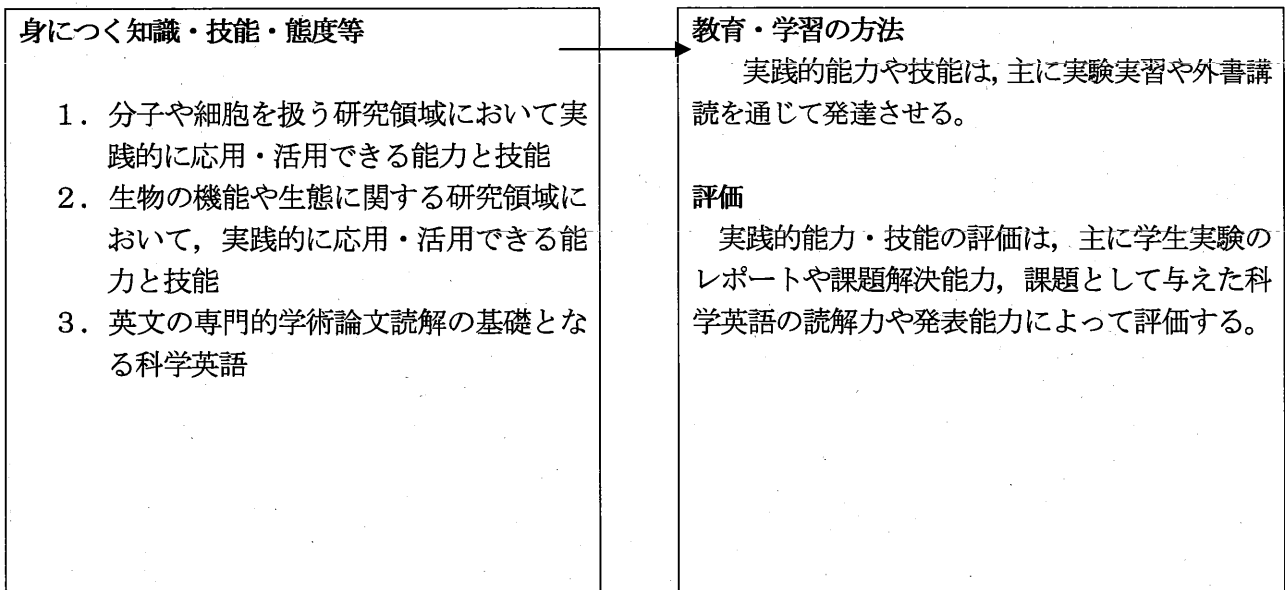 身につく知識・技能・態度等
1．分子や細胞を扱う研究領域において実
践的に応用・活用できる能力と技能
2．生物の機能や生態に関する研究領域に
おいて，実践的に応用・活用できる能
力と技能
3．英文の専門的学術論文読解の基礎とな
る科学英語
教育・学習の方法
実践的能力や技能は，主に実験実習や外書講
読を通じて発達させる。
評価
実践的能力・技能の評価は，主に学生実験の
レポートや課題解決能力，課題として与えた科
学英語の読解力や発表能力によって評価する。